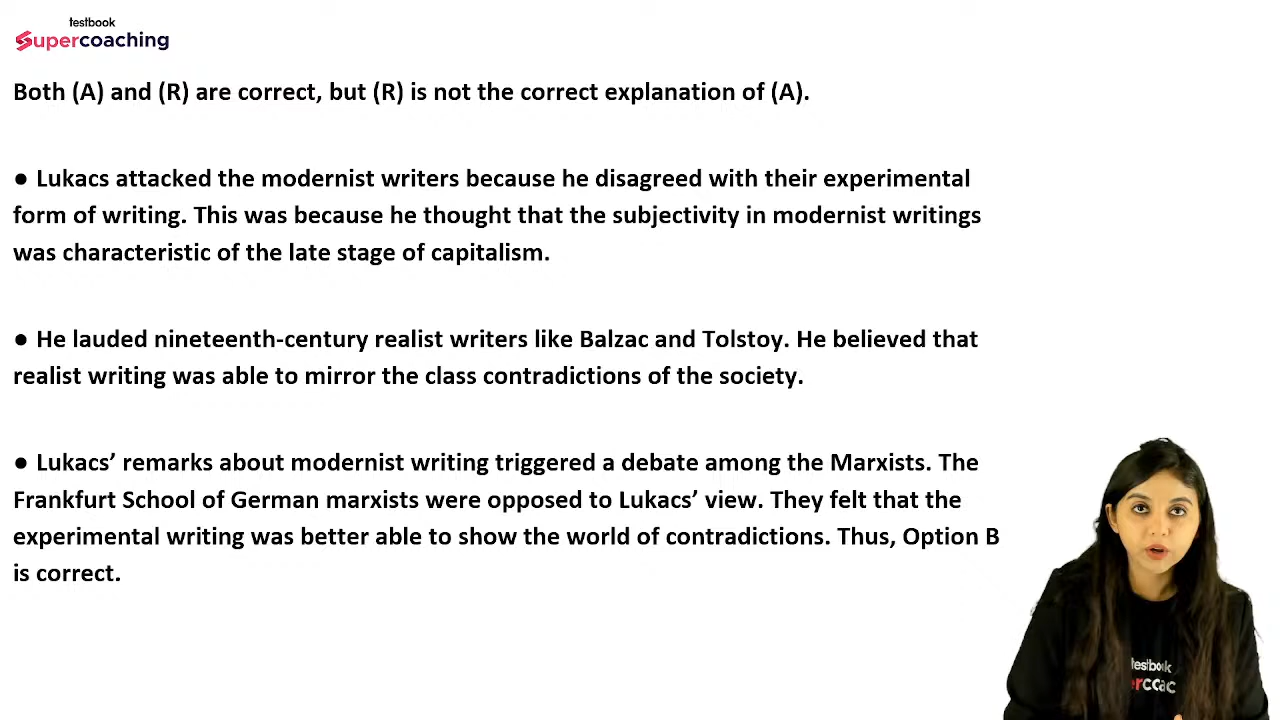 testbook
Supercoaching
Both (A) and (R) are correct, but (R) is not the correct explanation of (A).
● Lukacs attacked the modernist writers because he disagreed with their experimental
form of writing. This was because he thought that the subjectivity in modernist writings
was characteristic of the late stage of capitalism.
● He lauded nineteenth-century realist writers like Balzac and Tolstoy. He believed that
realist writing was able to mirror the class contradictions of the society.
● Lukacs’ remarks about modernist writing triggered a debate among the Marxists. The
Frankfurt School of German marxists were opposed to Lukacs’ view. They felt that the
experimental writing was better able to show the world of contradictions. Thus, Option B
is correct.
testbook
ercoac